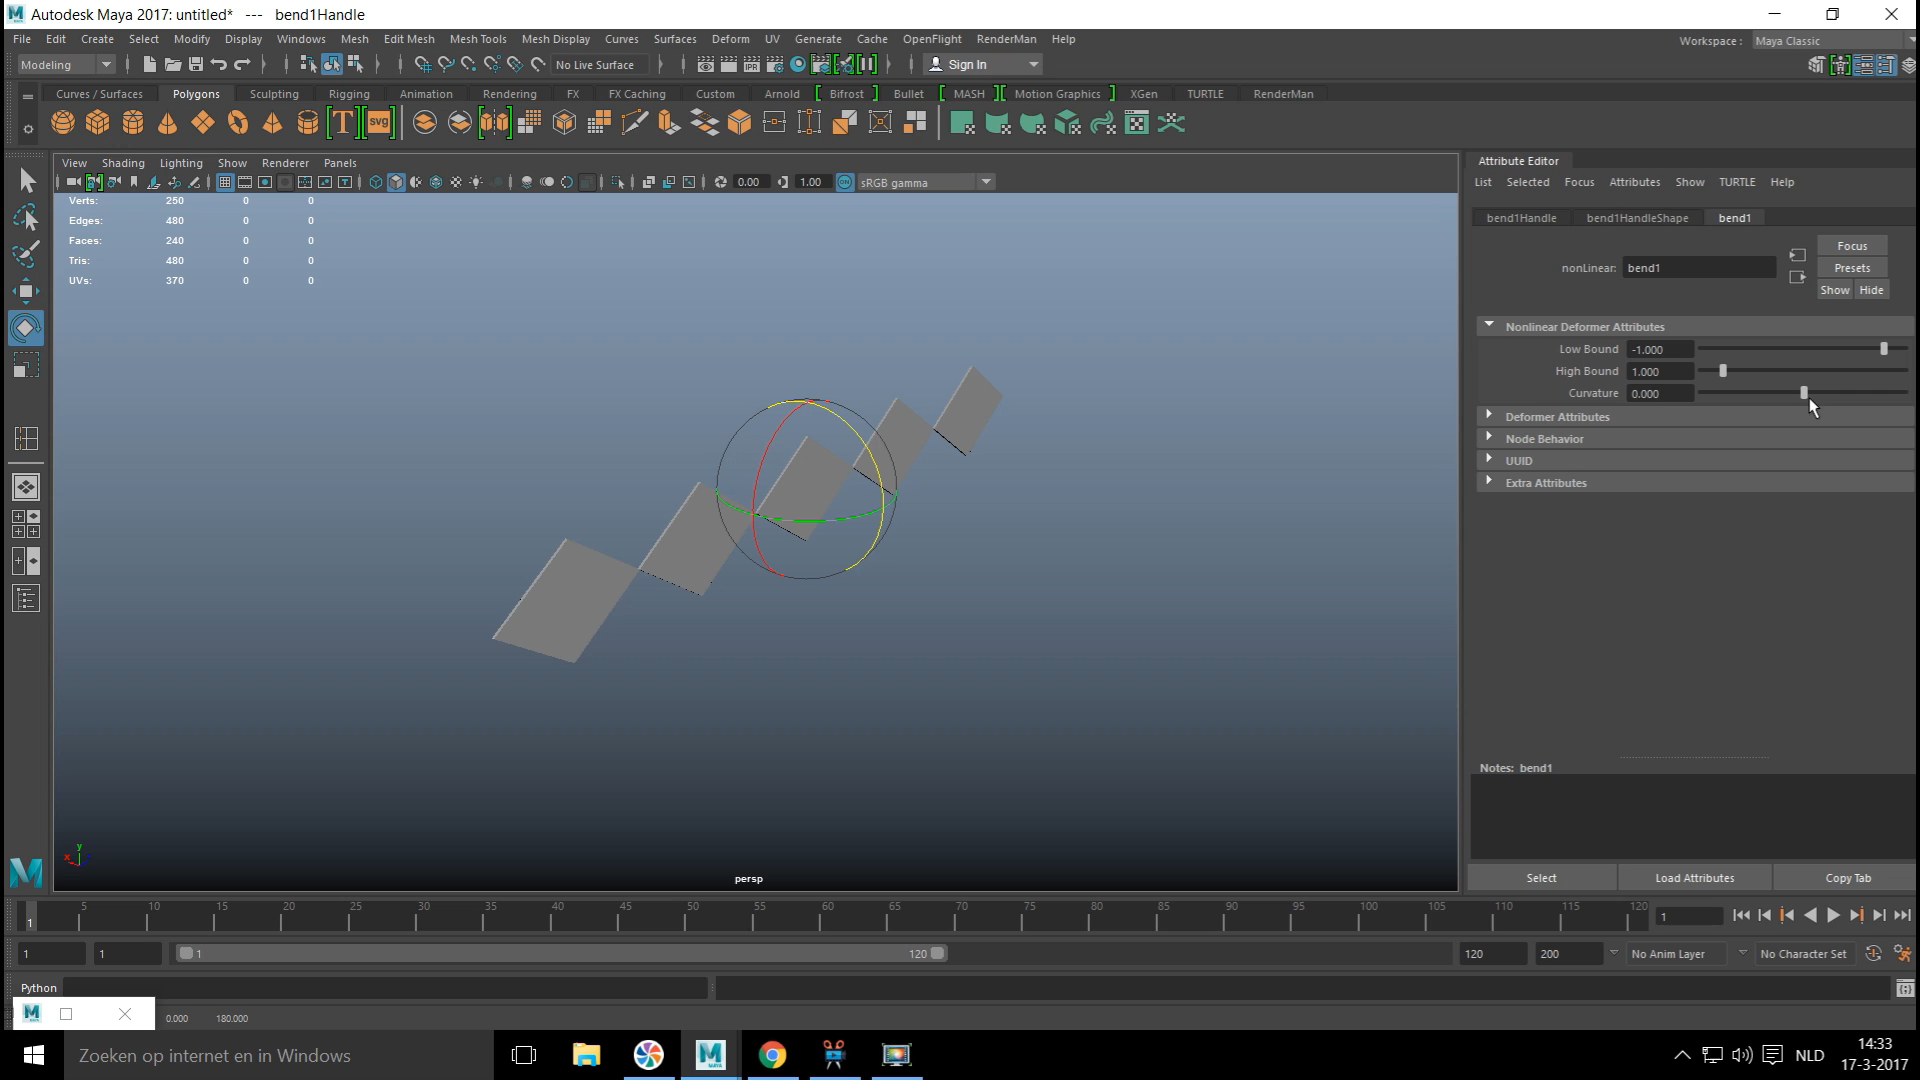 Autodesk Maya 2017: untitled* --- bend1Handle
File Edit Create Select Modify Display Windows Mesh Edit Mesh Mesh Tools Mesh Display Curves Surfaces Deform UV Generate Cache OpenFlight RenderMan Help
Workspace : Maya Classic
Modeling
No Live Surface
Sign In
Curves / Surfaces Polygons Sculpting Rigging Animation Rendering FX FX Caching Custom Arnold Bifrost Bullet MASH Motion Graphics XGen TURTLE RenderMan
T SVG
View Shading Lighting Show Renderer Panels
0.00 1.00 ON sRGB gamma
Verts: 250 0 0
Edges: 480 0 0
Faces: 240 0 0
Tris: 480 0 0
UVs: 370 0 0
y
x
persp
Attribute Editor
List Selected Focus Attributes Show TURTLE Help
bend1Handle bend1HandleShape bend1
Focus
nonLinear: bend1
Presets
Show Hide
Nonlinear Deformer Attributes
Low Bound -1.000
High Bound 1.000
Curvature 0.000
Deformer Attributes
Node Behavior
UUID
Extra Attributes
Notes: bend1
Select Load Attributes Copy Tab
1 5 10 15 20 25 30 35 40 45 50 55 60 65 70 75 80 85 90 95 100 105 110 115 120 1
1 1 1 120 120 200 No Anim Layer No Character Set
Python
0.000 180.000
Zoeken op internet en in Windows
NLD
14:33
17-3-2017